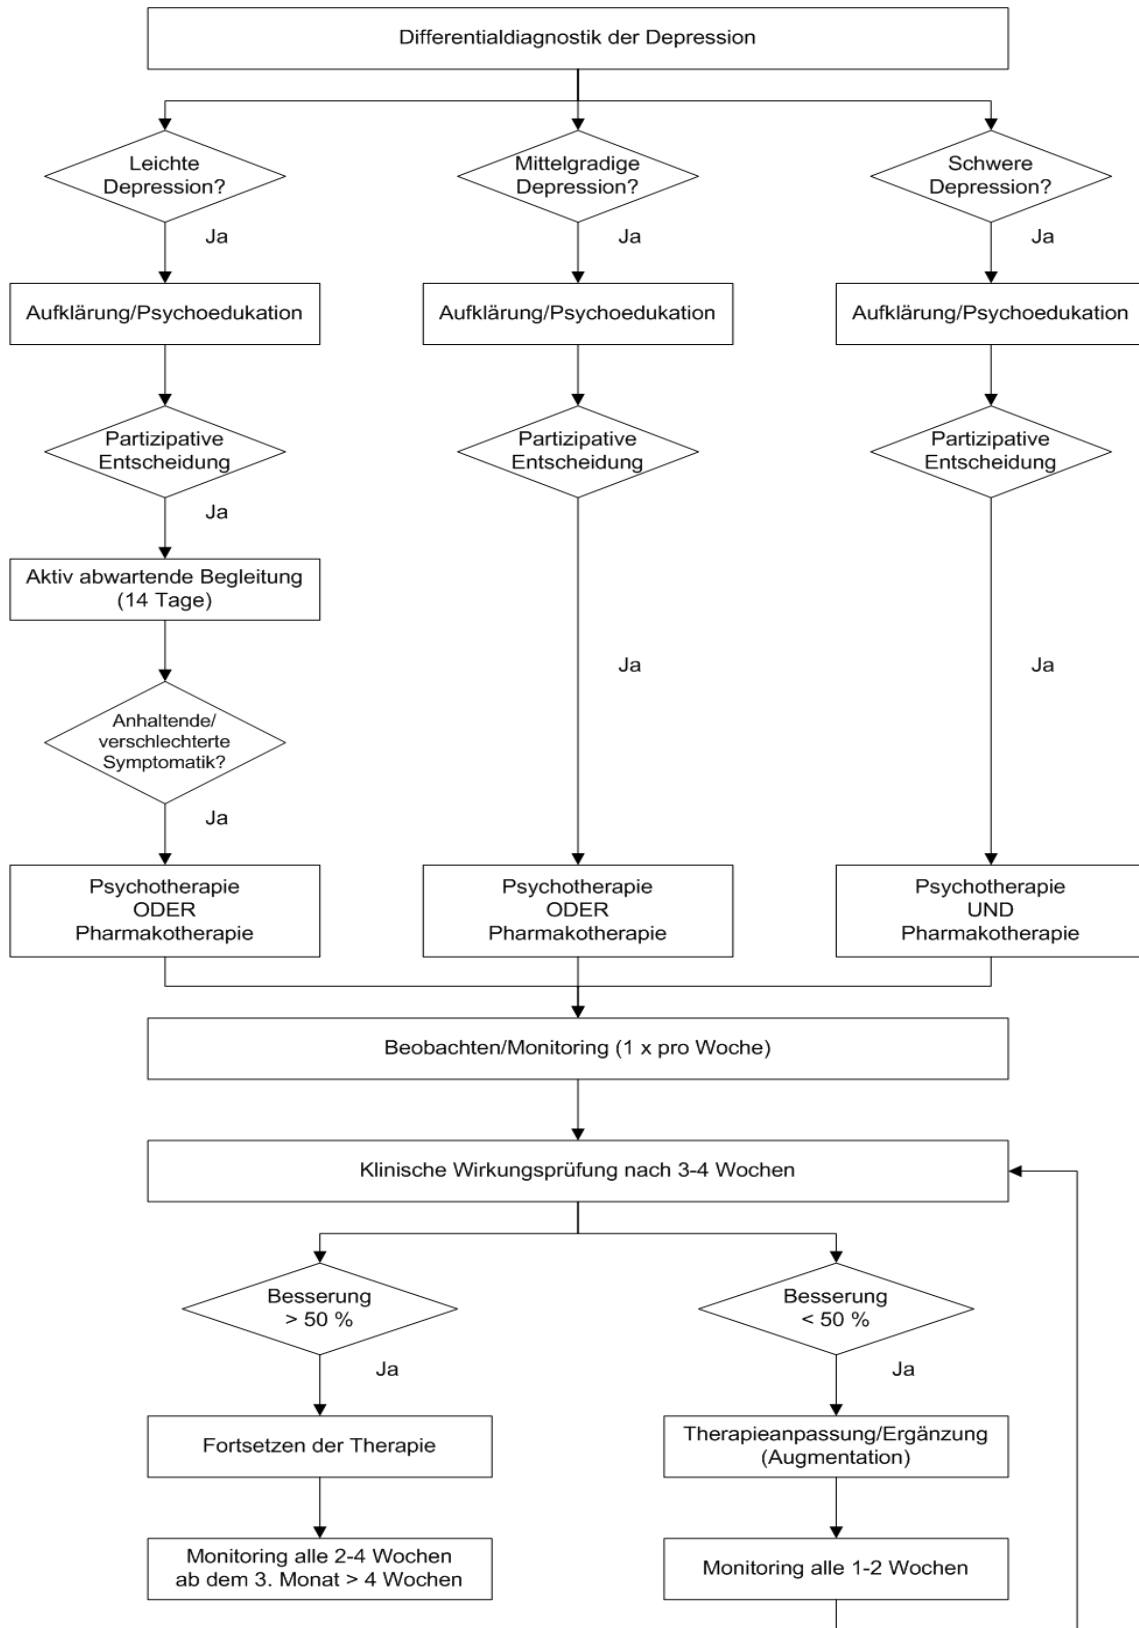 Differentialdiagnostik der Depression
Leichte
Depression?
Mittelgradige
Depression?
Schwere
Depression?
Ja
Ja
Ja
Aufklärung/Psychoedukation
Aufklärung/Psychoedukation
Aufklärung/Psychoedukation
Partizipative
Entscheidung
Partizipative
Entscheidung
Partizipative
Entscheidung
Ja
Aktiv abwartende Begleitung
(14 Tage)
Ja
Ja
Anhaltende/
verschlechterte
Symptomatik?
Ja
Psychotherapie
ODER
Pharmakotherapie
Psychotherapie
ODER
Pharmakotherapie
Psychotherapie
UND
Pharmakotherapie
Beobachten/Monitoring (1 x pro Woche)
Klinische Wirkungsprüfung nach 3-4 Wochen
Besserung
> 50 %
Besserung
< 50 %
Ja
Ja
Fortsetzen der Therapie
Therapieanpassung/Ergänzung
(Augmentation)
Monitoring alle 2-4 Wochen
ab dem 3. Monat > 4 Wochen
Monitoring alle 1-2 Wochen